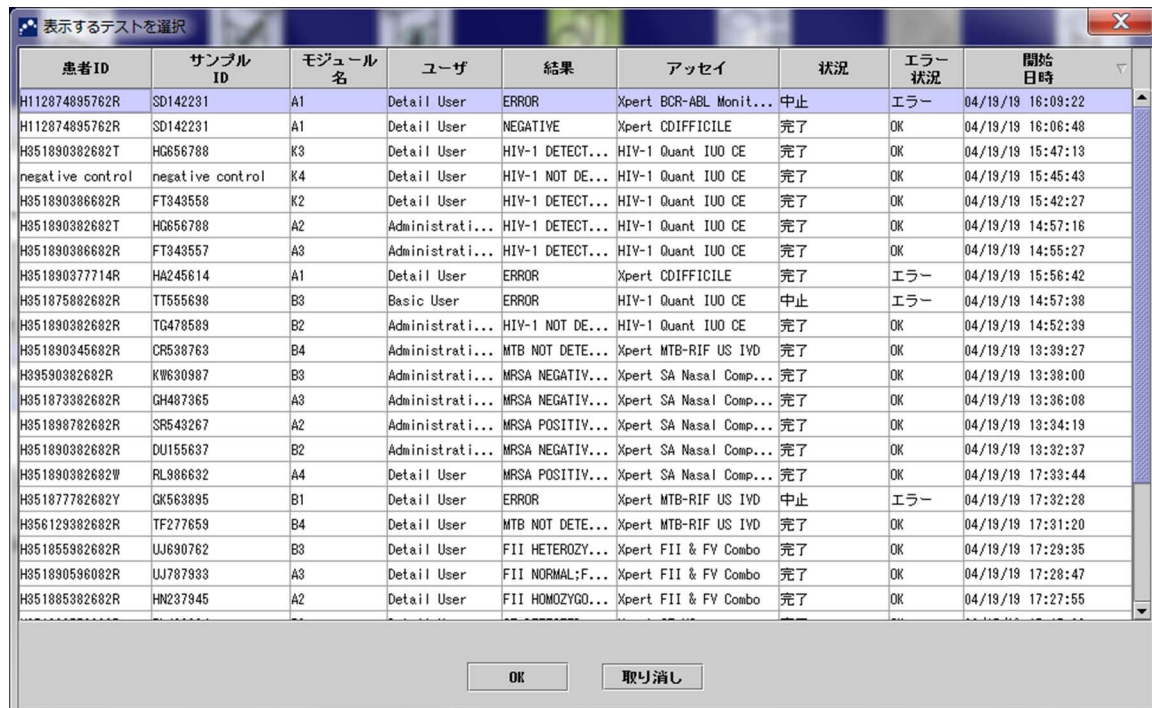 表示するテストを選択
患者ID サンプルID モジュール名 ユーザ 結果 アッセイ 状況 エラー状況 開始日時
H112874895762R SD142231 A1 Detail User ERROR Xpert BCR-ABL Monit... 中止 エラー 04/19/19 16:09:22
H112874895762R SD142231 A1 Detail User NEGATIVE Xpert CDIFFICILE 完了 OK 04/19/19 16:06:48
H351890382682T HG656788 K3 Detail User HIV-1 DETECT... HIV-1 Quant IUO CE 完了 OK 04/19/19 15:47:13
negative control negative control K4 Detail User HIV-1 NOT DE... HIV-1 Quant IUO CE 完了 OK 04/19/19 15:45:43
H351890386682R FT343558 K2 Detail User HIV-1 DETECT... HIV-1 Quant IUO CE 完了 OK 04/19/19 15:42:27
H351890382682T HG656788 A2 Administrati... HIV-1 DETECT... HIV-1 Quant IUO CE 完了 OK 04/19/19 14:57:16
H351890386682R FT343557 A3 Administrati... HIV-1 DETECT... HIV-1 Quant IUO CE 完了 OK 04/19/19 14:55:27
H351890377714R HA245614 A1 Detail User ERROR Xpert CDIFFICILE 完了 エラー 04/19/19 15:56:42
H351875882682R TT555698 B3 Basic User ERROR HIV-1 Quant IUO CE 中止 エラー 04/19/19 14:57:38
H351890382682R TG478589 B2 Administrati... HIV-1 NOT DE... HIV-1 Quant IUO CE 完了 OK 04/19/19 14:52:39
H351890345682R CR538763 B4 Administrati... MTB NOT DETE... Xpert MTB-RIF US IVD 完了 OK 04/19/19 13:39:27
H39590382682R KW630987 B3 Administrati... MRSA NEGATIV... Xpert SA Nasal Comp... 完了 OK 04/19/19 13:38:00
H351873382682R GH487365 A3 Administrati... MRSA NEGATIV... Xpert SA Nasal Comp... 完了 OK 04/19/19 13:36:08
H351898782682R SR543267 A2 Administrati... MRSA POSITIV... Xpert SA Nasal Comp... 完了 OK 04/19/19 13:34:19
H351890382682R DU155637 B2 Administrati... MRSA NEGATIV... Xpert SA Nasal Comp... 完了 OK 04/19/19 13:32:37
H351890382682W RL986632 A4 Detail User MRSA POSITIV... Xpert SA Nasal Comp... 完了 OK 04/19/19 17:33:44
H351877782682Y GK563895 B1 Detail User ERROR Xpert MTB-RIF US IVD 中止 エラー 04/19/19 17:32:28
H356129382682R TF277659 B4 Detail User MTB NOT DETE... Xpert MTB-RIF US IVD 完了 OK 04/19/19 17:31:20
H351855982682R UJ690762 B3 Detail User FII HETEROZY... Xpert FII & FV Combo 完了 OK 04/19/19 17:29:35
H351890596082R UJ787933 A3 Detail User FII NORMAL;F... Xpert FII & FV Combo 完了 OK 04/19/19 17:28:47
H351885382682R HN237945 A2 Detail User FII HOMOZYGO... Xpert FII & FV Combo 完了 OK 04/19/19 17:27:55
OK 取り消し